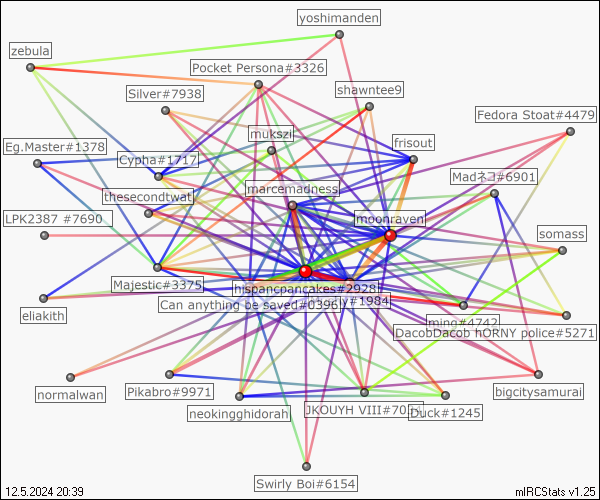 yoshimanden
zebula
Pocket Persona#3326
Silver#7938
shawntee9
Fedora Stoat#4479
mukszi
Eg.Master#1378
frisout
Cypha#1717
Madネコ#6901
marcemadness
thesecondtwat
LPK2387 #7690
moonraven
somass
Majestic#3375
hispancpancakes#2928
Can anything be saved#0396
#1984
eliakith
ming#4742
DacobDacob hORNY police#5271
normalwan
Pikabro#9971
bigcitysamurai
neokingghidorah
JKOUYH VIII#70
Duck#1245
Swirly Boi#6154
12.5.2024 20:39
mIRCStats v1.25